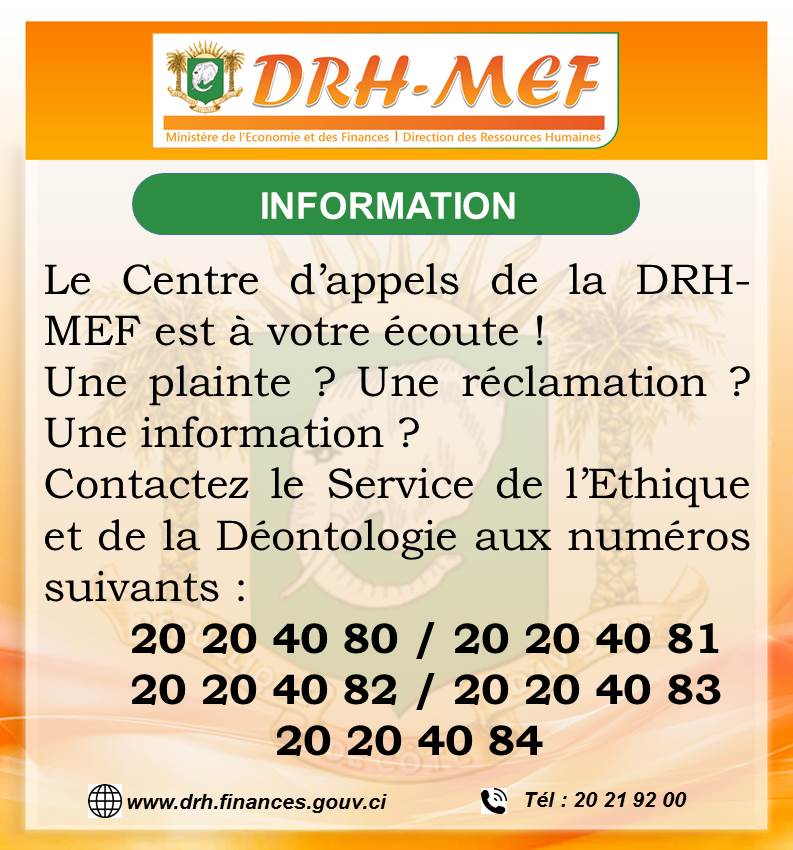 DRH-MEF
Ministère de l'Economie et des Finances | Direction des Ressources Humaines
INFORMATION
Le Centre d’appels de la DRH-
MEF est à votre écoute !
Une plainte ? Une réclamation ?
Une information ?
Contactez le Service de l’Ethique
et de la Déontologie aux numéros
suivants :
20 20 40 80 / 20 20 40 81
20 20 40 82 / 20 20 40 83
20 20 40 84
www.drh.finances.gouv.ci
Tél : 20 21 92 00